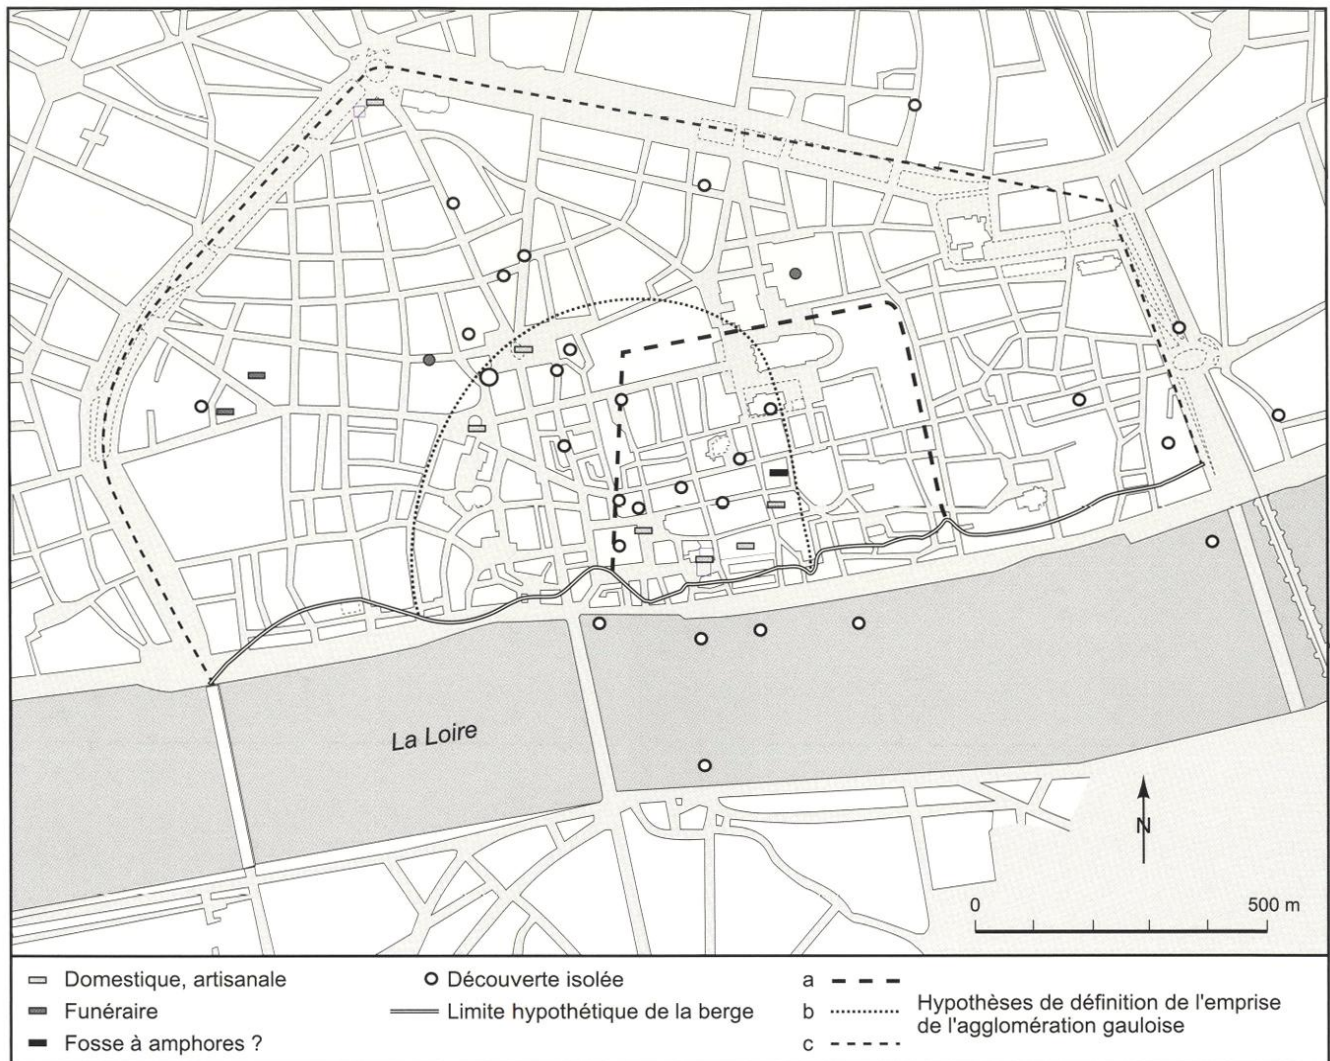 La Loire
N
0 500 m
Domestique, artisanale
Funéraire
Fosse à amphores ?
Découverte isolée
Limite hypothétique de la berge
a
b
c
Hypothèses de définition de l'emprise
de l'agglomération gauloise